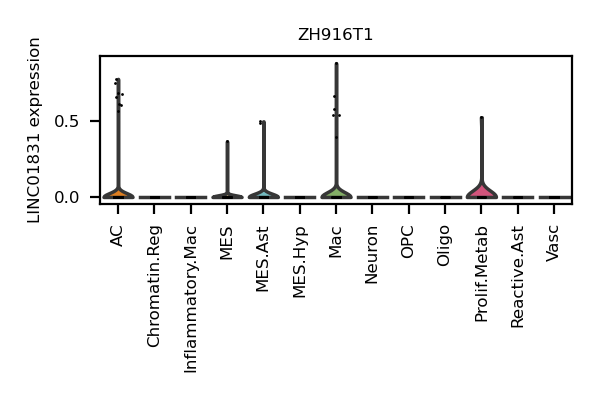 ZH916T1
LINC01831 expression
0.5
0.0
AC
Chromatin.Reg
Inflammatory.Mac
MES
MES.Ast
MES.Hyp
Mac
Neuron
OPC
Oligo
Prolif.Metab
Reactive.Ast
Vasc